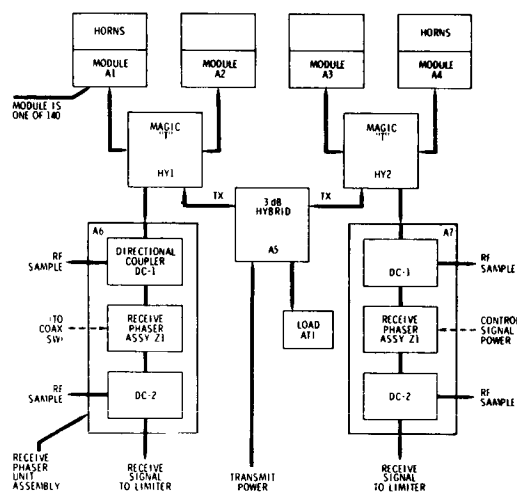 HORNS
MODULE
A1
MODULE
A2
MODULE
A3
HORNS
MODULE
A4
MODULE IS
ONE OF 140
MAGIC
"T"
HY1
MAGIC
"T"
HY2
TX
3 dB
HYBRID
A5
TX
A6
DIRECTIONAL
COUPLER
DC-1
RF
SAMPLE
A7
DC-1
RF
SAMPLE
(TO
COAX
SW)
RECEIVE
PHASER
ASSY Z1
LOAD
AT1
RECEIVE
PHASER
ASSY Z1
CONTROL
SIGNAL
POWER
RF
SAMPLE
DC-2
DC-2
RF
SAMPLE
RECEIVE
PHASER
UNIT
ASSEMBLY
RECEIVE
SIGNAL
TO LIMITER
TRANSMIT
POWER
RECEIVE
SIGNAL
TO LIMITER